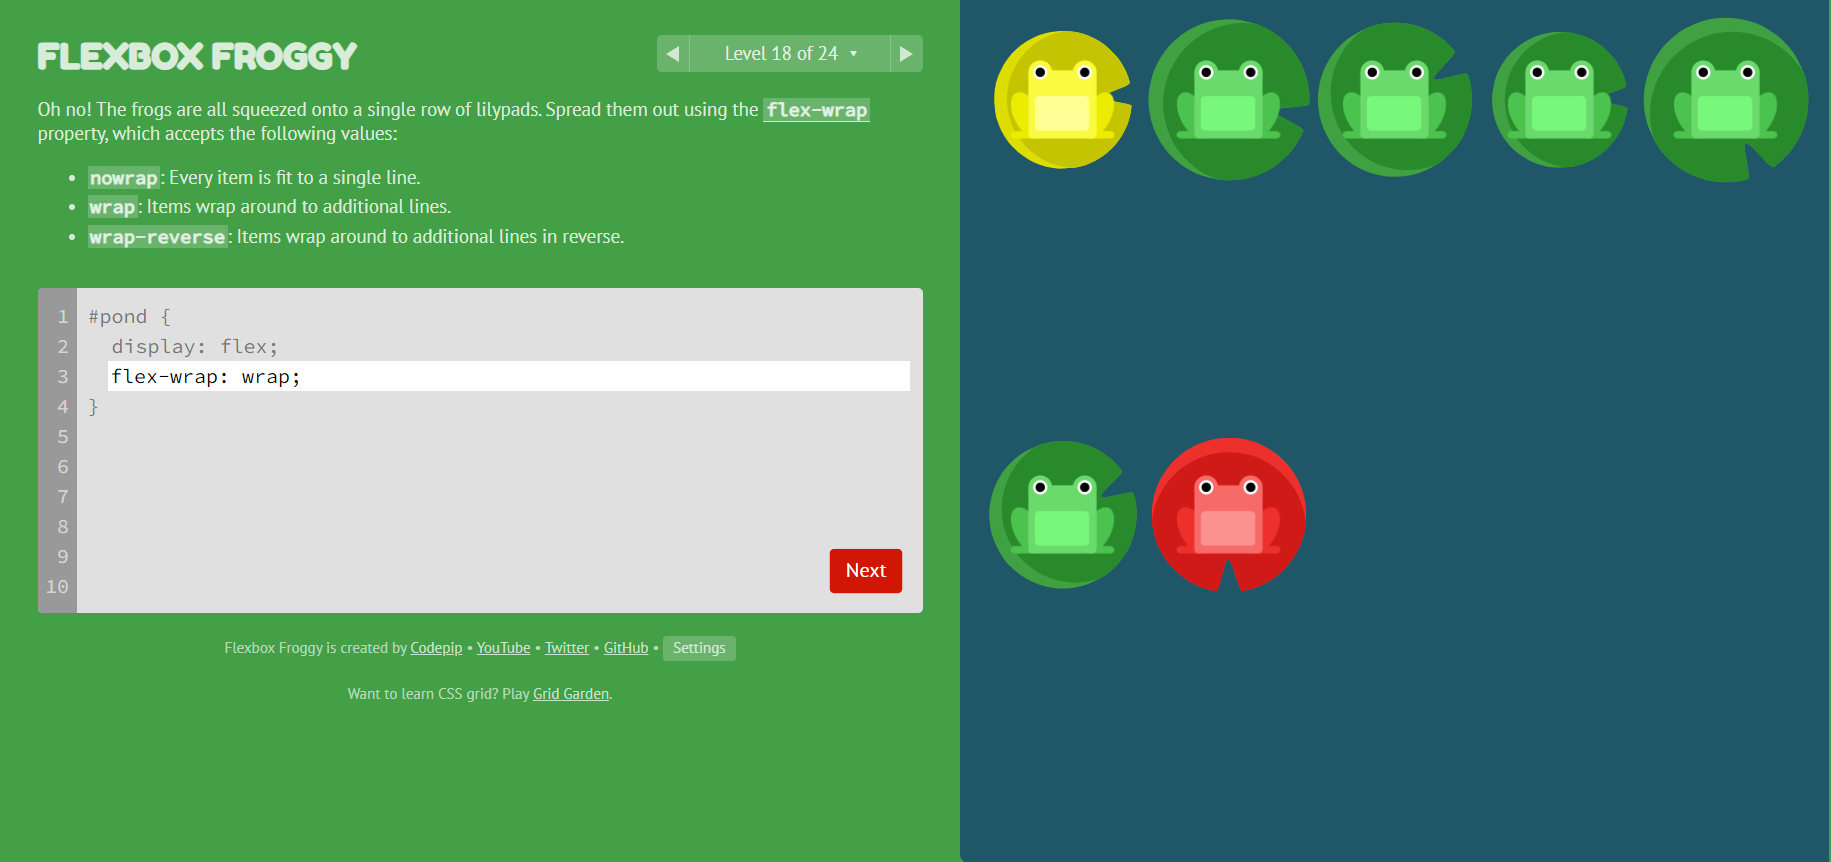 FLEXBOX FROGGY
Level 18 of 24
Oh no! The frogs are all squeezed onto a single row of lilypads. Spread them out using the flex-wrap
property, which accepts the following values:
• nowrap: Every item is fit to a single line.
• wrap: Items wrap around to additional lines.
• wrap-reverse: Items wrap around to additional lines in reverse.
1 #pond {
2 display: flex;
3 flex-wrap: wrap;
4 }
5
6
7
8
9
10
Next
Flexbox Froggy is created by Codepip • YouTube • Twitter • GitHub • Settings
Want to learn CSS grid? Play Grid Garden.